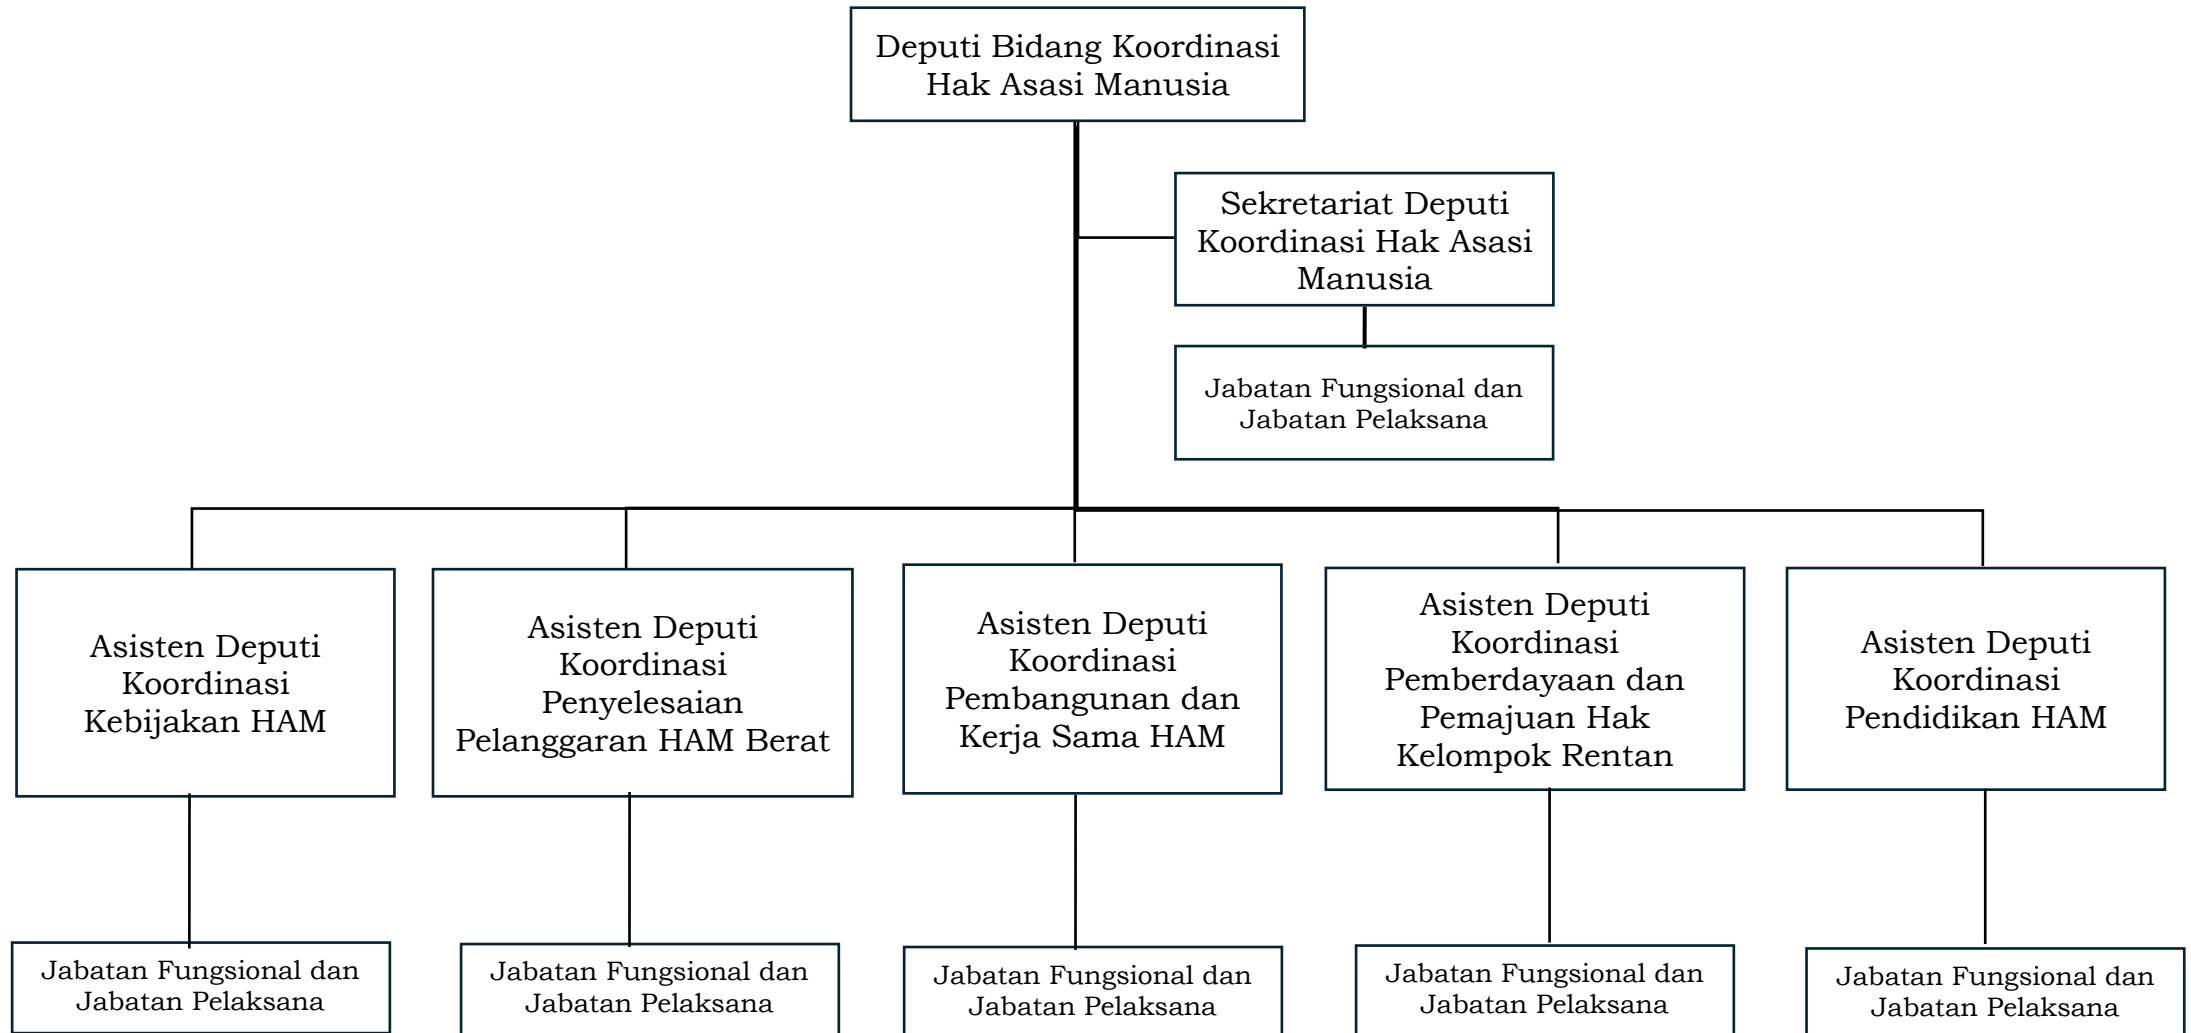 Deputi Bidang Koordinasi
Hak Asasi Manusia
Sekretariat Deputi
Koordinasi Hak Asasi
Manusia
Jabatan Fungsional dan
Jabatan Pelaksana
Asisten Deputi
Koordinasi
Kebijakan HAM
Asisten Deputi
Koordinasi
Penyelesaian
Pelanggaran HAM Berat
Asisten Deputi
Koordinasi
Pembangunan dan
Kerja Sama HAM
Asisten Deputi
Koordinasi
Pemberdayaan dan
Pemajuan Hak
Kelompok Rentan
Asisten Deputi
Koordinasi
Pendidikan HAM
Jabatan Fungsional dan
Jabatan Pelaksana
Jabatan Fungsional dan
Jabatan Pelaksana
Jabatan Fungsional dan
Jabatan Pelaksana
Jabatan Fungsional dan
Jabatan Pelaksana
Jabatan Fungsional dan
Jabatan Pelaksana